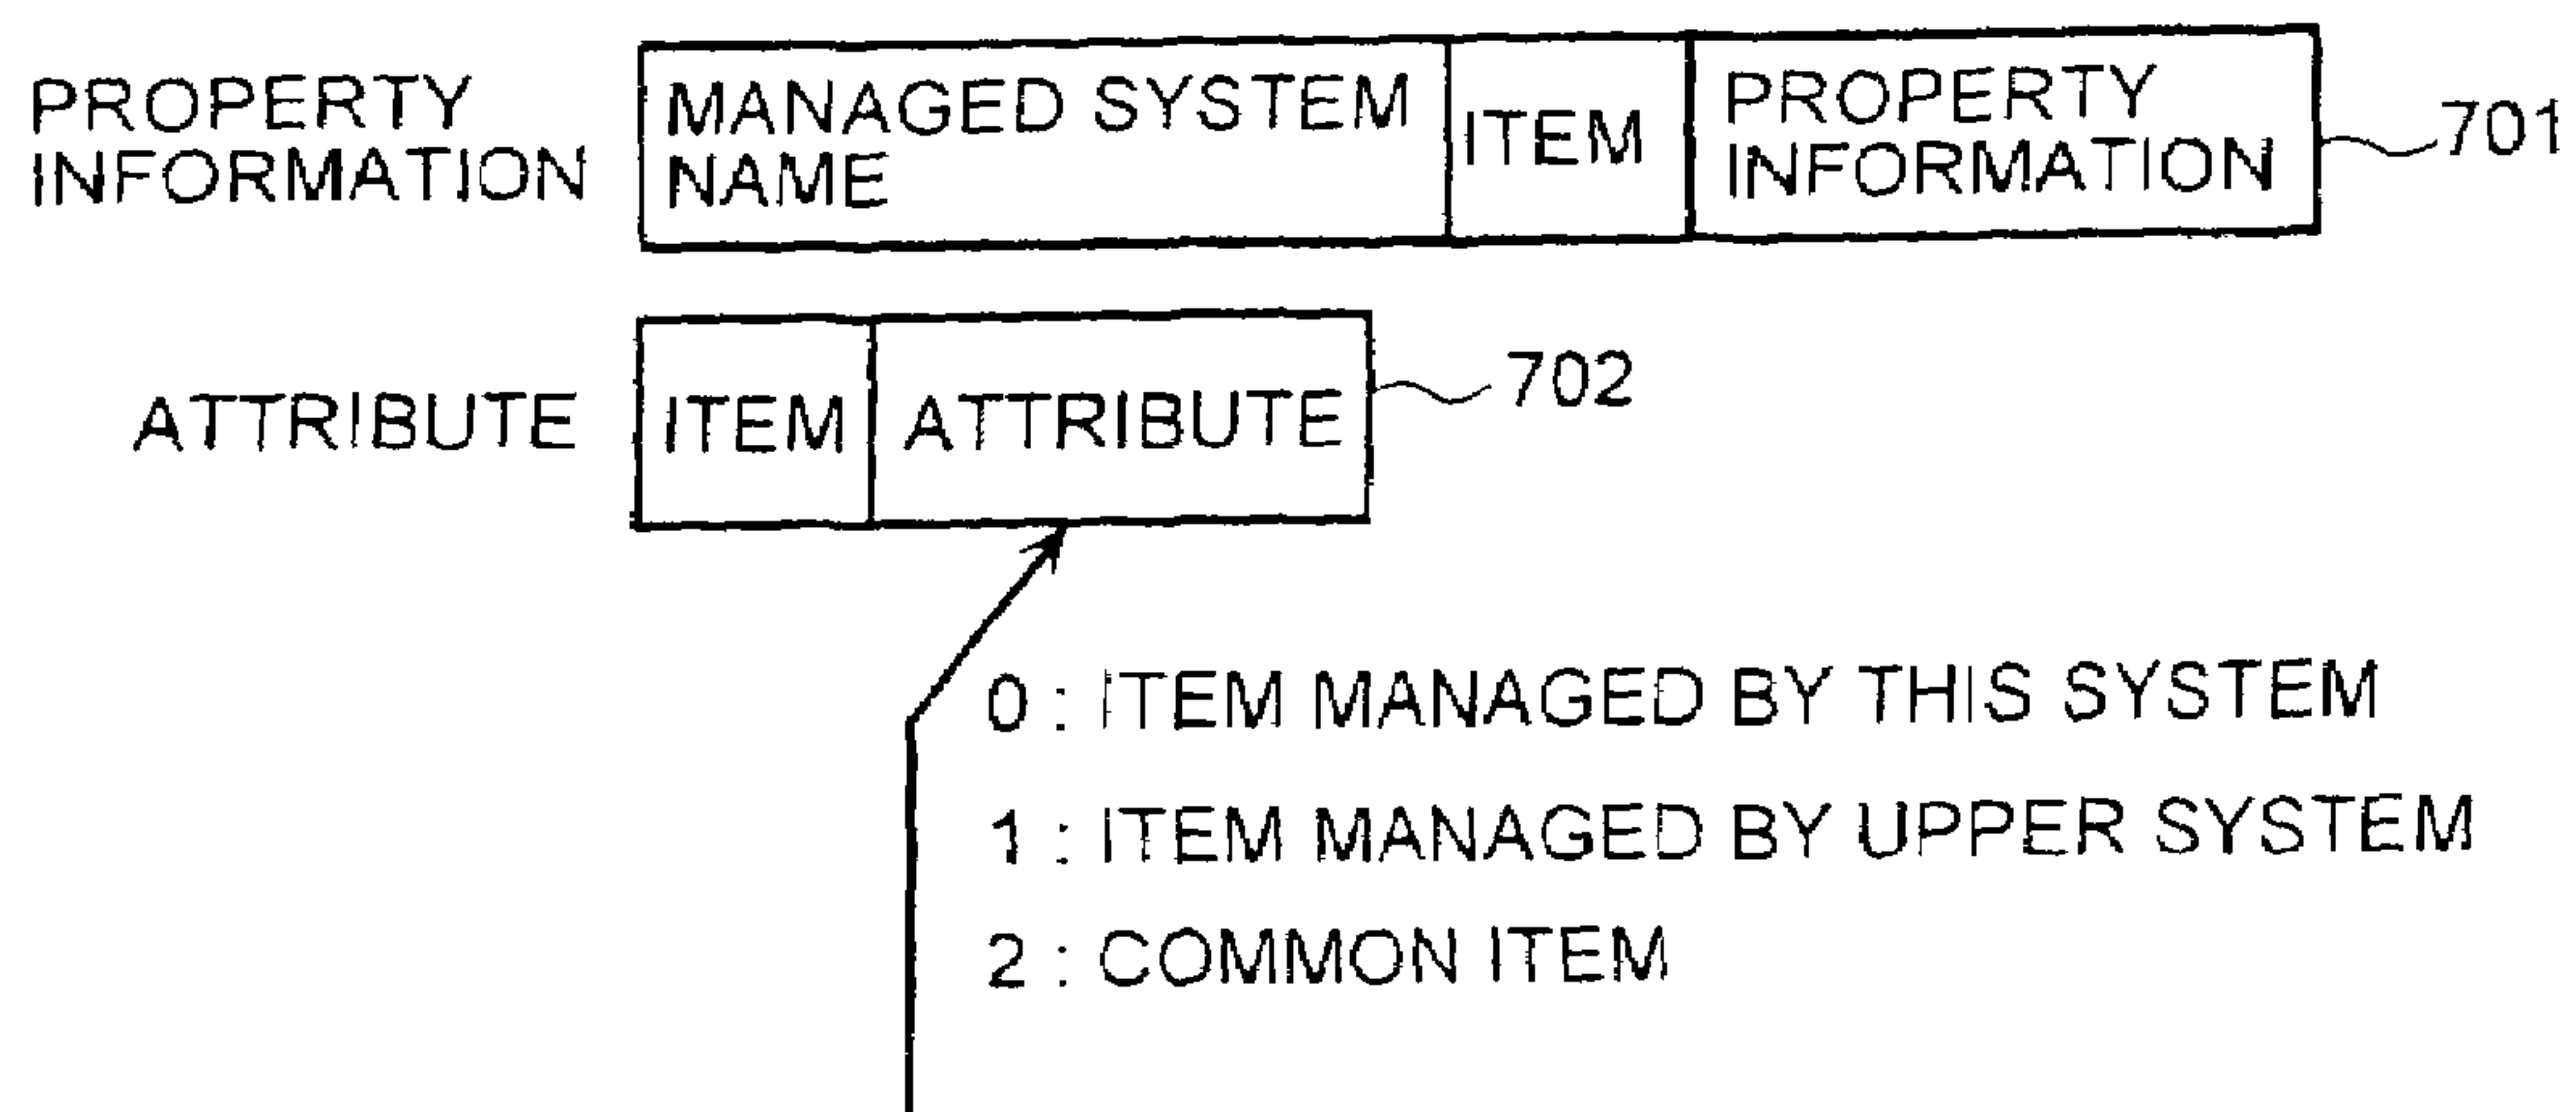 PROPERTY
INFORMATION
MANAGED SYSTEM
NAME
ITEM
PROPERTY
INFORMATION
701
ATTRIBUTE
ITEM
ATTRIBUTE
702
0 : ITEM MANAGED BY THIS SYSTEM
1 : ITEM MANAGED BY UPPER SYSTEM
2 : COMMON ITEM